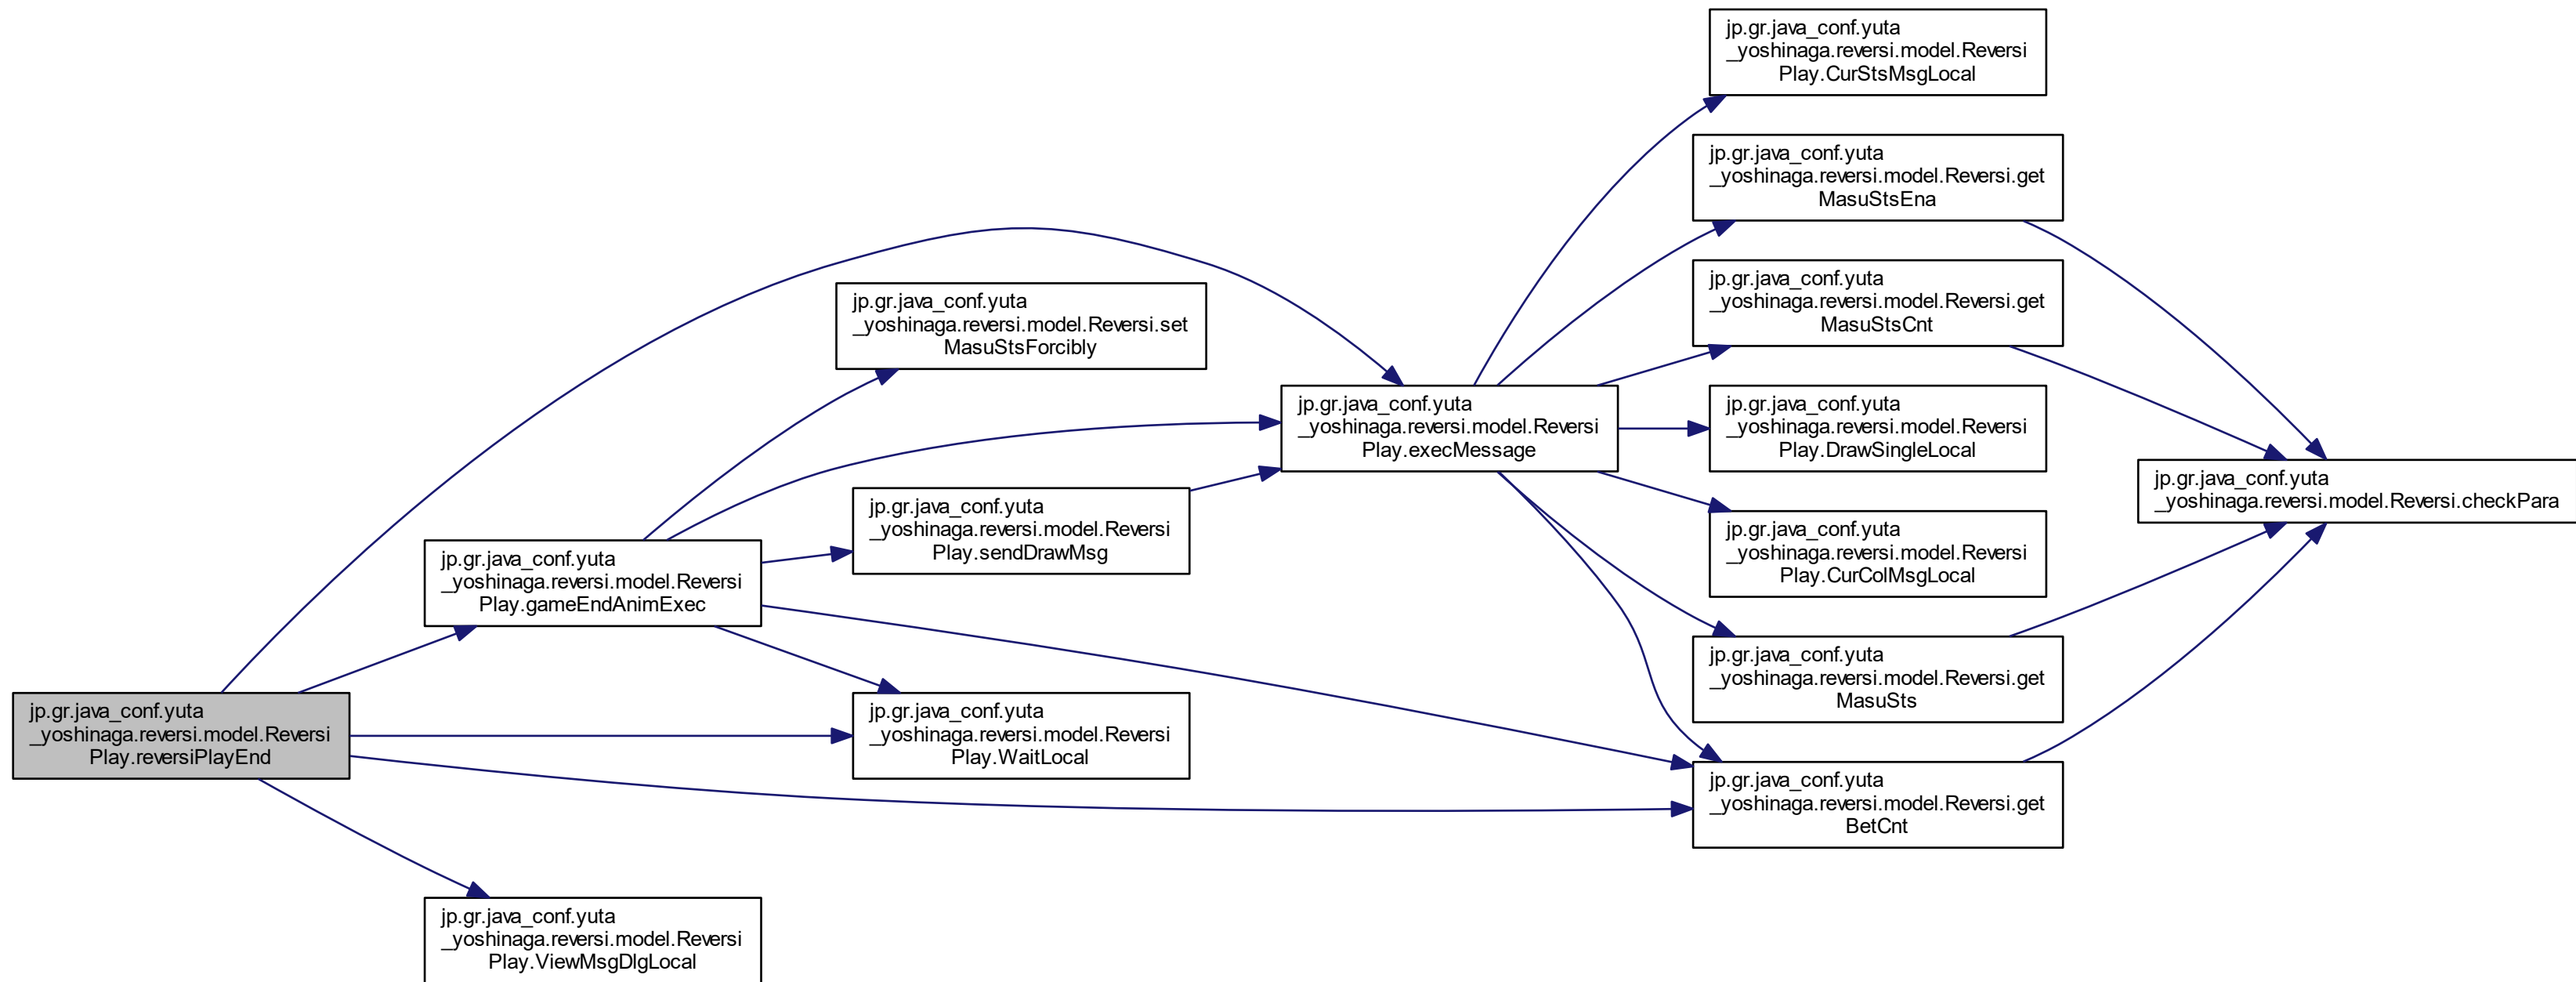 jp.gr.java_conf.yuta
_yoshinaga.reversi.model.Reversi
Play.reversiPlayEnd
jp.gr.java_conf.yuta
_yoshinaga.reversi.model.Reversi
Play.gameEndAnimExec
jp.gr.java_conf.yuta
_yoshinaga.reversi.model.Reversi
Play.ViewMsgDlgLocal
jp.gr.java_conf.yuta
_yoshinaga.reversi.model.Reversi.set
MasuStsForcibly
jp.gr.java_conf.yuta
_yoshinaga.reversi.model.Reversi
Play.sendDrawMsg
jp.gr.java_conf.yuta
_yoshinaga.reversi.model.Reversi
Play.WaitLocal
jp.gr.java_conf.yuta
_yoshinaga.reversi.model.Reversi
Play.execMessage
jp.gr.java_conf.yuta
_yoshinaga.reversi.model.Reversi
Play.CurStsMsgLocal
jp.gr.java_conf.yuta
_yoshinaga.reversi.model.Reversi.get
MasuStsEna
jp.gr.java_conf.yuta
_yoshinaga.reversi.model.Reversi.get
MasuStsCnt
jp.gr.java_conf.yuta
_yoshinaga.reversi.model.Reversi
Play.DrawSingleLocal
jp.gr.java_conf.yuta
_yoshinaga.reversi.model.Reversi
Play.CurColMsgLocal
jp.gr.java_conf.yuta
_yoshinaga.reversi.model.Reversi.get
MasuSts
jp.gr.java_conf.yuta
_yoshinaga.reversi.model.Reversi.get
BetCnt
jp.gr.java_conf.yuta
_yoshinaga.reversi.model.Reversi.checkPara